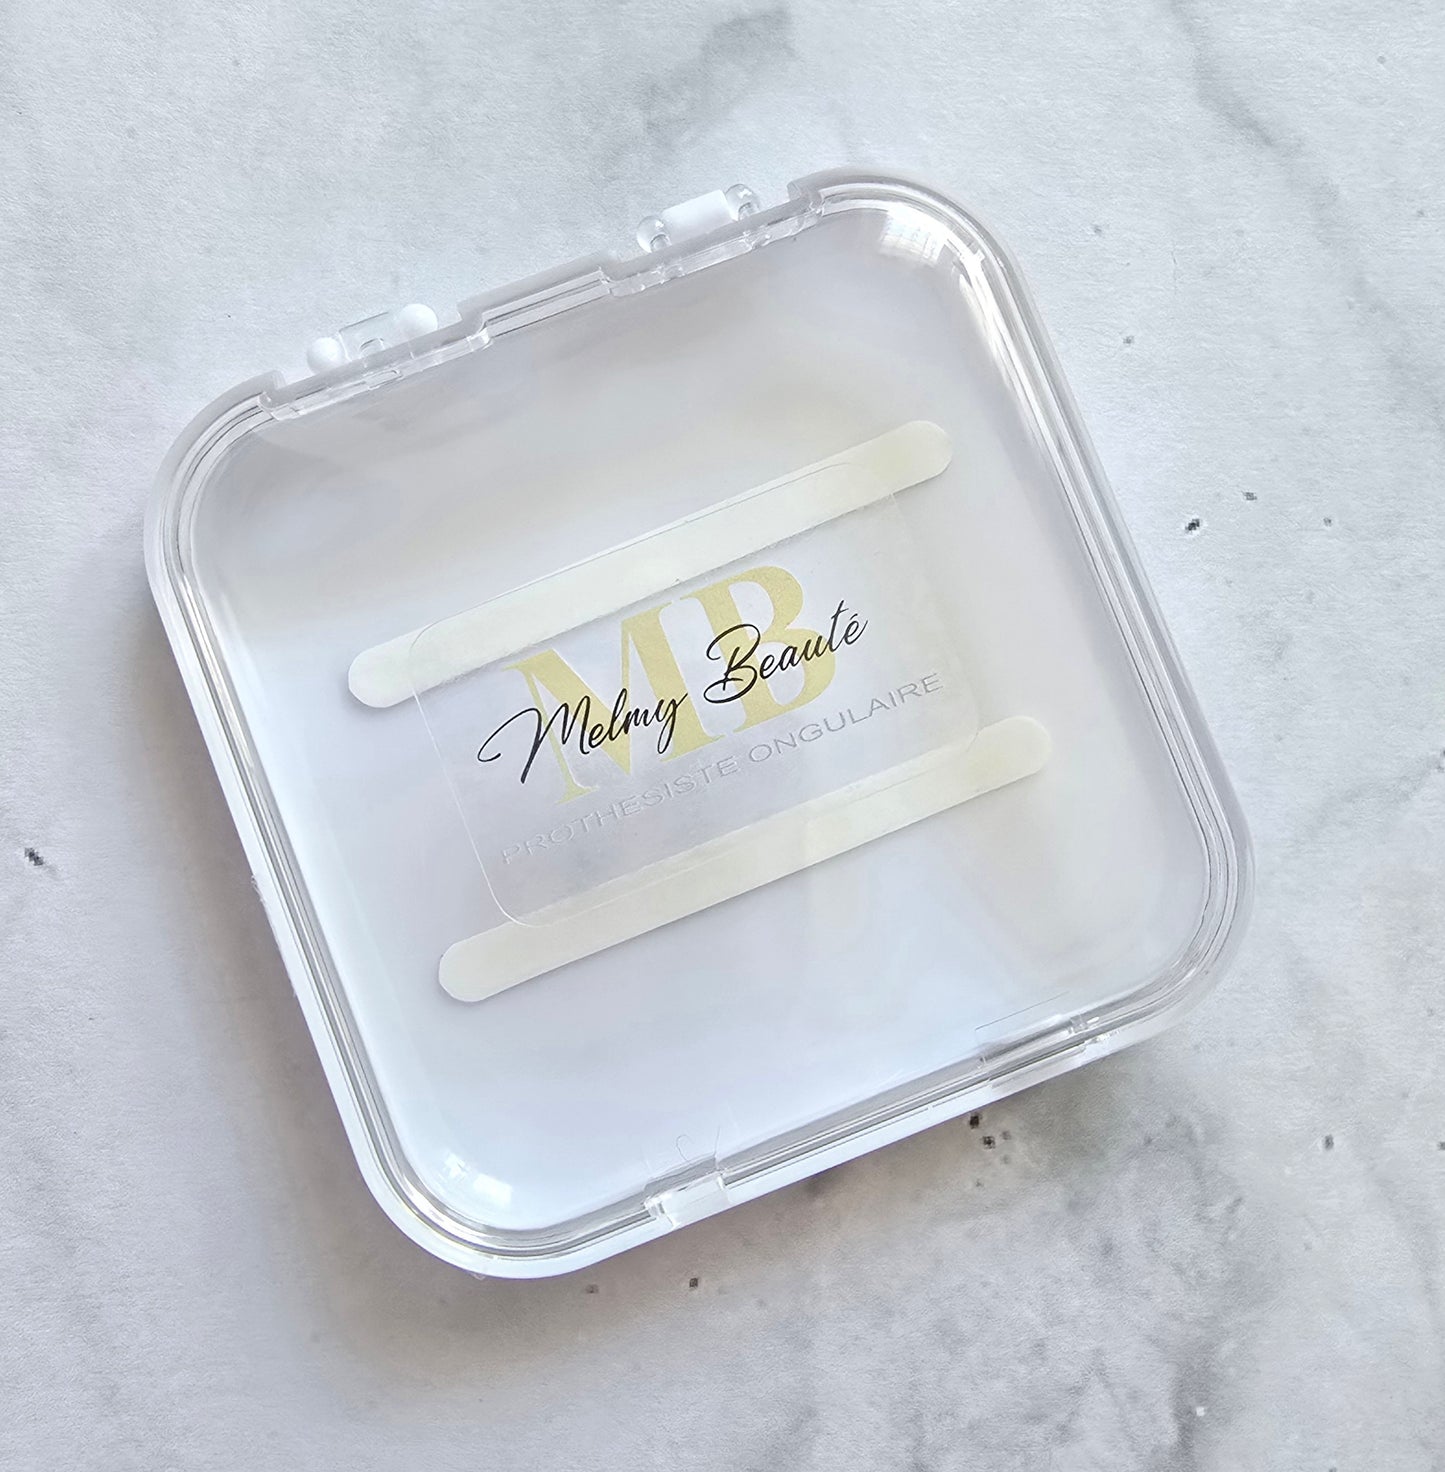 MB
Melmy Beauté
PROTHESISTE ONGULAIRE